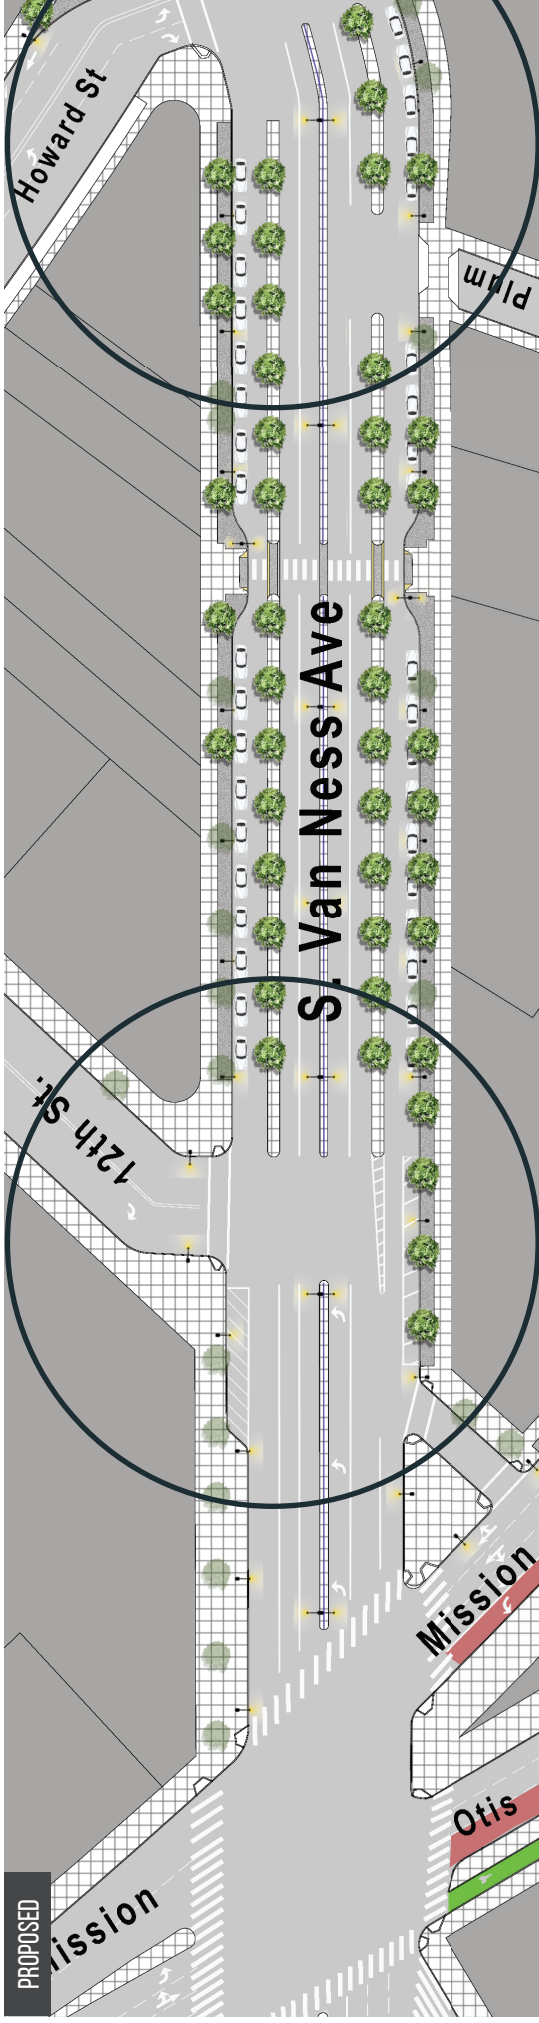 Howard St
Plum
S. Van Ness Ave
12th St.
Mission
Otis
ission
PROPOSED